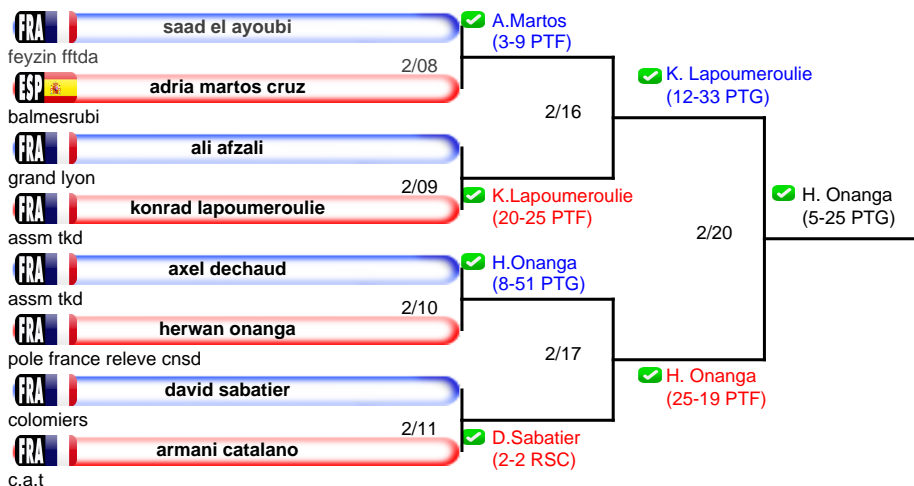 FRA saad el ayoubi
feyzin fftda
2/08
ESP adria martos cruz
balmesrubi
A.Martos
(3-9 PTF)
FRA ali afzali
grand lyon
2/09
FRA konrad lapoumeroulie
assm tkd
K.Lapoumeroulie
(20-25 PTF)
2/16
K. Lapoumeroulie
(12-33 PTG)
FRA axel dechaud
assm tkd
2/10
FRA herwan onanga
pole france releve cnsd
H.Onanga
(8-51 PTG)
FRA david sabatier
colomiers
2/11
FRA armani catalano
c.a.t
D.Sabatier
(2-2 RSC)
2/17
H. Onanga
(25-19 PTF)
2/20
H. Onanga
(5-25 PTG)